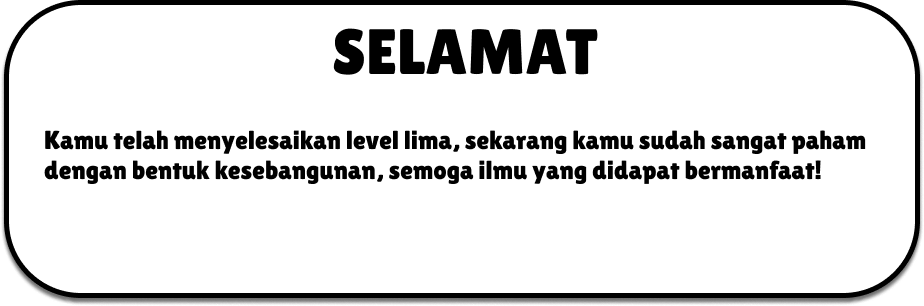 SELAMAT
Kamu telah menyelesaikan level lima, sekarang kamu sudah sangat paham
dengan bentuk kesebangunan, semoga ilmu yang didapat bermanfaat!